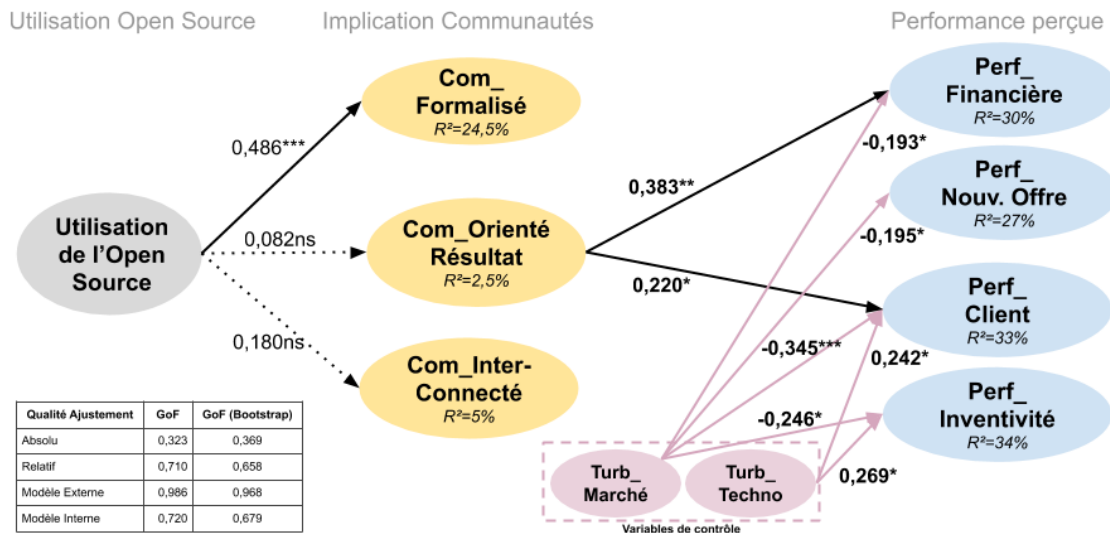 Utilisation Open Source
Implication Communautés
Performance perçue
Com_
Formalisé
R²=24,5%
Perf_
Financière
R²=30%
0,486***
-0,193*
0,383**
Perf_
Nouv. Offre
R²=27%
Utilisation
de l'Open
Source
0,082ns
Com_Orienté
Résultat
R²=2,5%
-0,195*
0,220*
Perf_
Client
R²=33%
0,180ns
-0,345***
0,242*
Com_Inter-
Connecté
R²=5%
-0,246*
Perf_
Inventivité
R²=34%
0,269*
Turb_
Marché
Turb_
Techno
Variables de contrôle
Qualité Ajustement GoF GoF (Bootstrap)
Absolu 0,323 0,369
Relatif 0,710 0,658
Modèle Externe 0,986 0,968
Modèle Interne 0,720 0,679